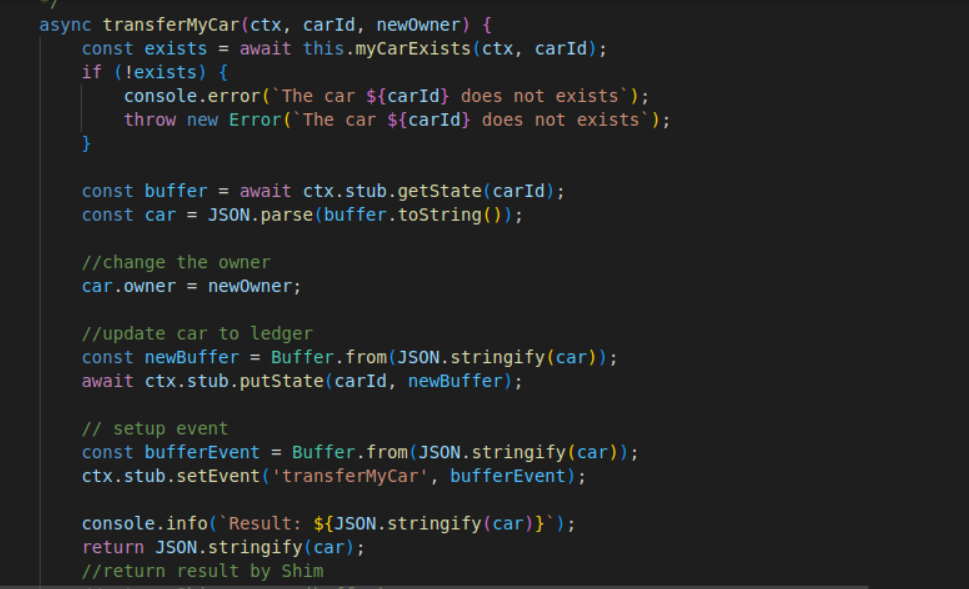 */
async transferMyCar(ctx, carId, newOwner) {
    const exists = await this.myCarExists(ctx, carId);
    if (!exists) {
        console.error(`The car ${carId} does not exists`);
        throw new Error(`The car ${carId} does not exists`);
    }

    const buffer = await ctx.stub.getState(carId);
    const car = JSON.parse(buffer.toString());

    //change the owner
    car.owner = newOwner;

    //update car to ledger
    const newBuffer = Buffer.from(JSON.stringify(car));
    await ctx.stub.putState(carId, newBuffer);

    // setup event
    const bufferEvent = Buffer.from(JSON.stringify(car));
    ctx.stub.setEvent('transferMyCar', bufferEvent);

    console.info(`Result: ${JSON.stringify(car)}`);
    return JSON.stringify(car);
    //return result by Shim